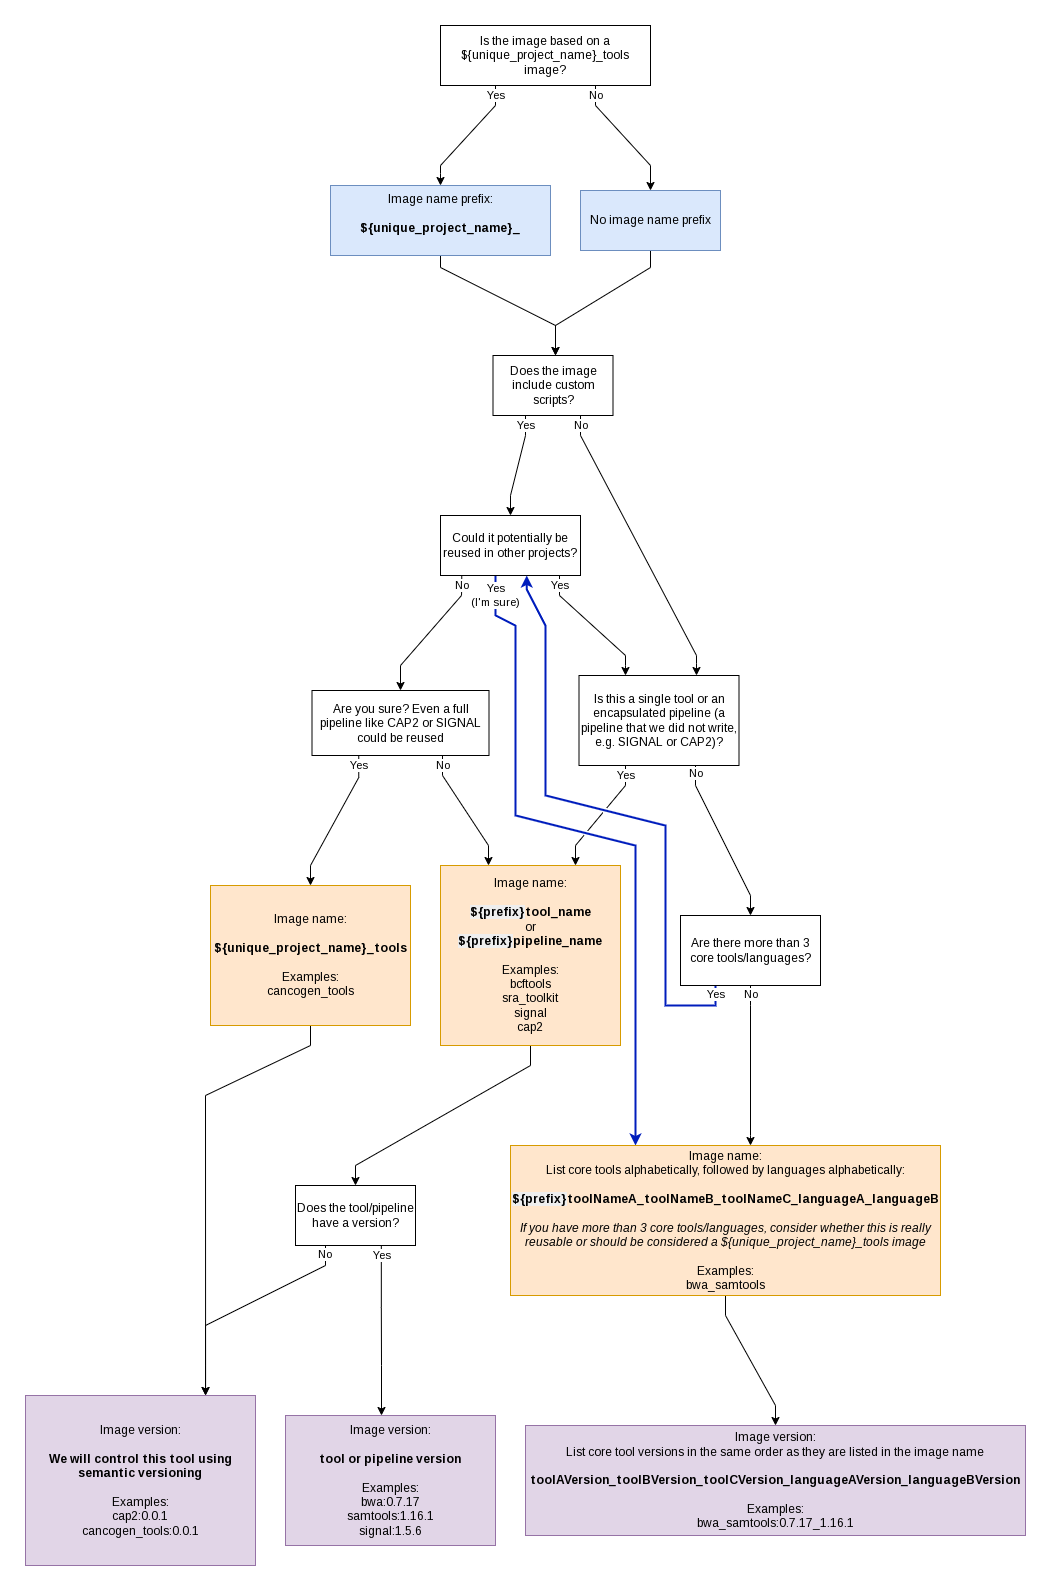 Is the image based on a
${unique_project_name}_tools
image?
Yes
No
Image name prefix:
${unique_project_name}_
No image name prefix
Does the image
include custom
scripts?
Yes
No
Could it potentially be
reused in other projects?
No
Yes
(I'm sure)
Yes
Are you sure? Even a full
pipeline like CAP2 or SIGNAL
could be reused
Yes
No
Is this a single tool or an
encapsulated pipeline (a
pipeline that we did not write,
e.g. SIGNAL or CAP2)?
Yes
No
Image name:
${unique_project_name}_tools
Examples:
cancogen_tools
Image name:
${prefix}tool_name
or
${prefix}pipeline_name
Examples:
bcftools
sra_toolkit
signal
cap2
Are there more than 3
core tools/languages?
Yes
No
Image name:
List core tools alphabetically, followed by languages alphabetically:
${prefix}toolNameA_toolNameB_toolNameC_languageA_languageB
If you have more than 3 core tools/languages, consider whether this is really
reusable or should be considered a ${unique_project_name}_tools image
Examples:
bwa_samtools
Does the tool/pipeline
have a version?
No
Yes
Image version:
We will control this tool using
semantic versioning
Examples:
cap2:0.0.1
cancogen_tools:0.0.1
Image version:
tool or pipeline version
Examples:
bwa:0.7.17
samtools:1.16.1
signal:1.5.6
Image version:
List core tool versions in the same order as they are listed in the image name
toolAVersion_toolBVersion_toolCVersion_languageAVersion_languageBVersion
Examples:
bwa_samtools:0.7.17_1.16.1